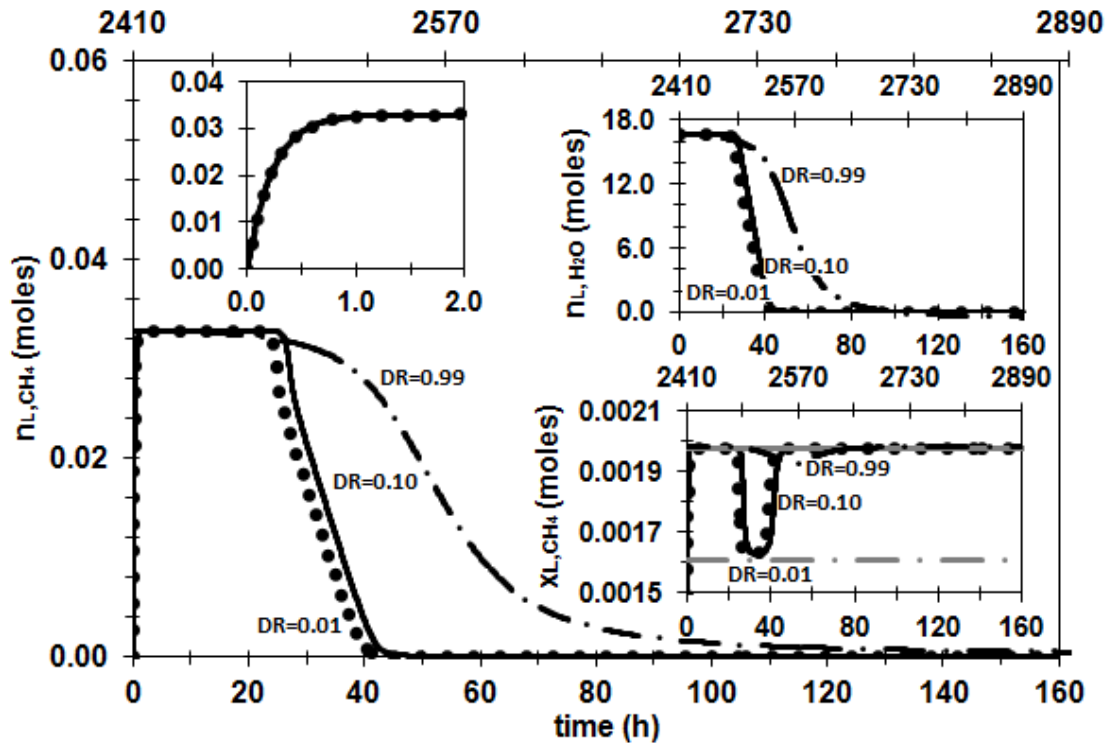 2410 2570 2730 2890
0.06
0.04
0.02
0.00
nL,CH₄ (moles)
0 20 40 60 80 100 120 140 160
time (h)
DR=0.99
DR=0.10
DR=0.01
0.04
0.03
0.02
0.01
0.00
0.0 1.0 2.0
2410 2570 2730 2890
18.0
12.0
6.0
0.0
nL, H₂O (moles)
DR=0.99
DR=0.10
DR=0.01
0 40 80 120 160
2410 2570 2730 2890
0.0021
0.0019
0.0017
0.0015
XL,CH₄ (moles)
DR=0.99
DR=0.10
DR=0.01
0 40 80 120 160